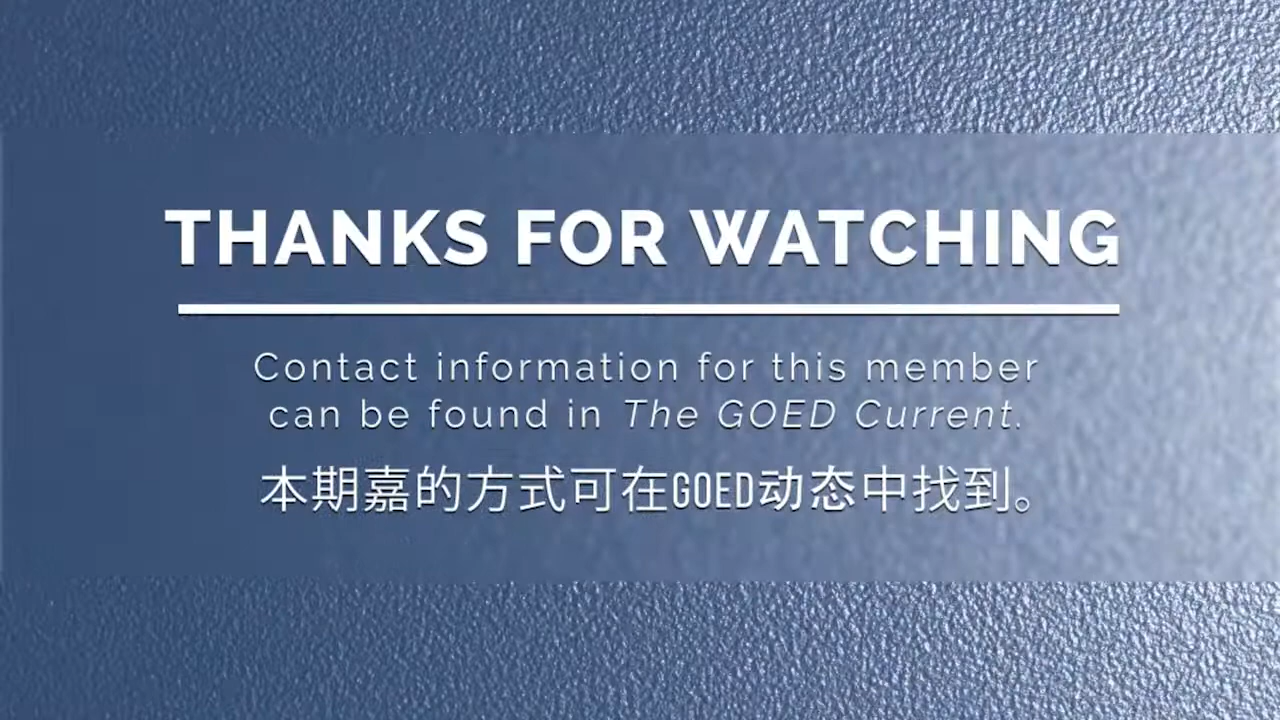 THANKS FOR WATCHING
Contact information for this member
can be found in The GOED Current.
本期嘉的方式可在GOED动态中找到。